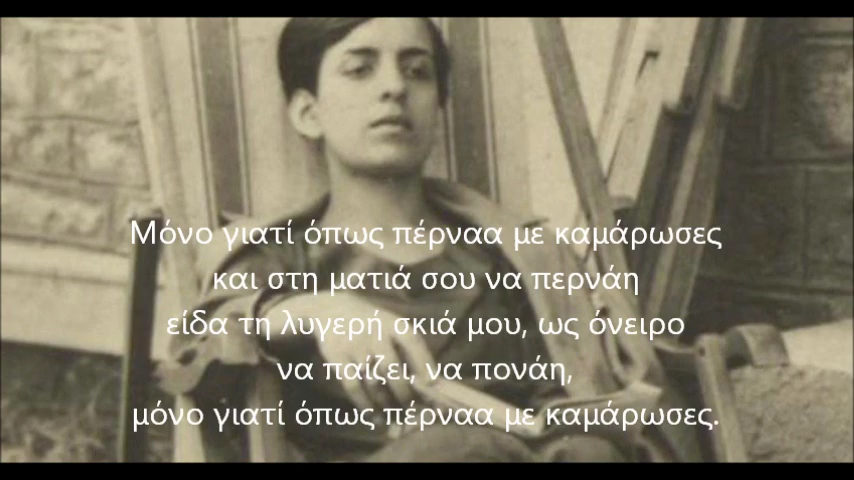 Μόνο γιατί όπως πέρναα με καμάρωσες
και στη ματιά σου να περνάη
είδα τη λυγερή σκιά μου, ως όνειρο
να παίζει, να πονάη,
μόνο γιατί όπως πέρναα με καμάρωσες.